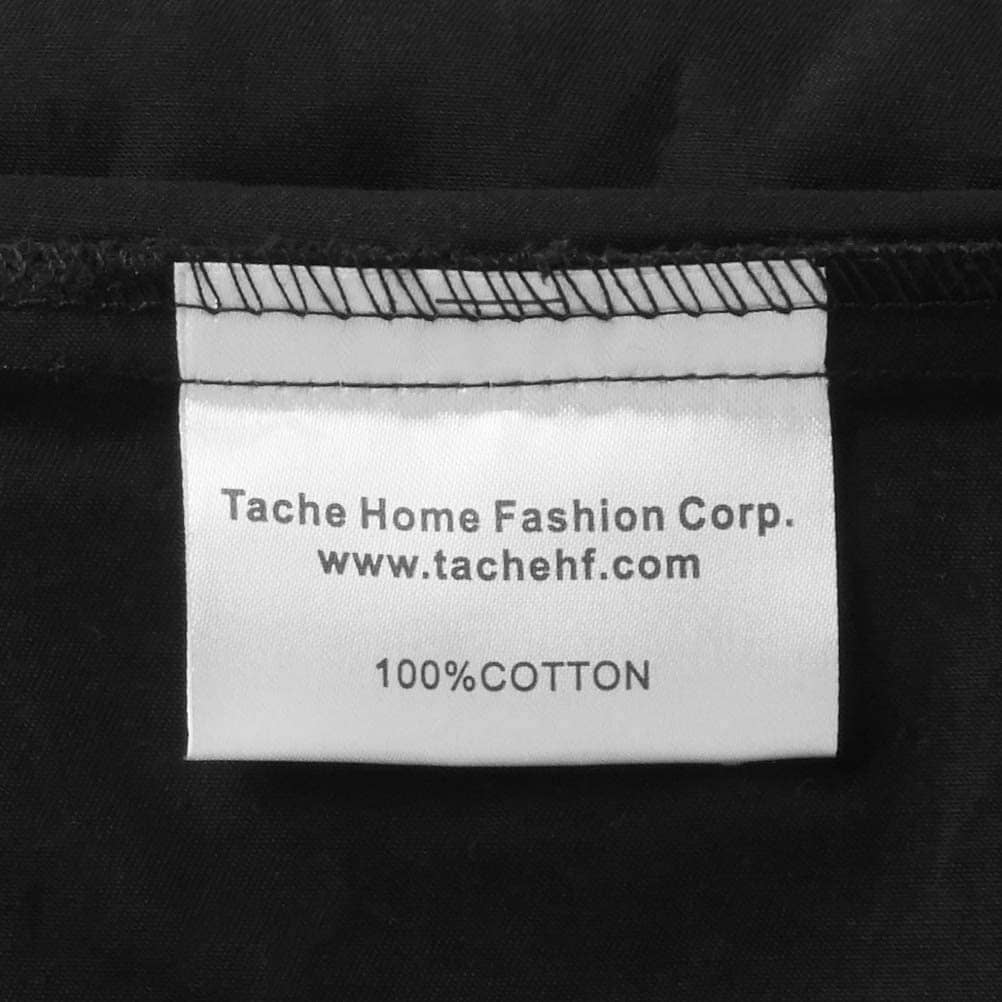 Tache Home Fashion Corp.
www.tachehf.com
100%COTTON